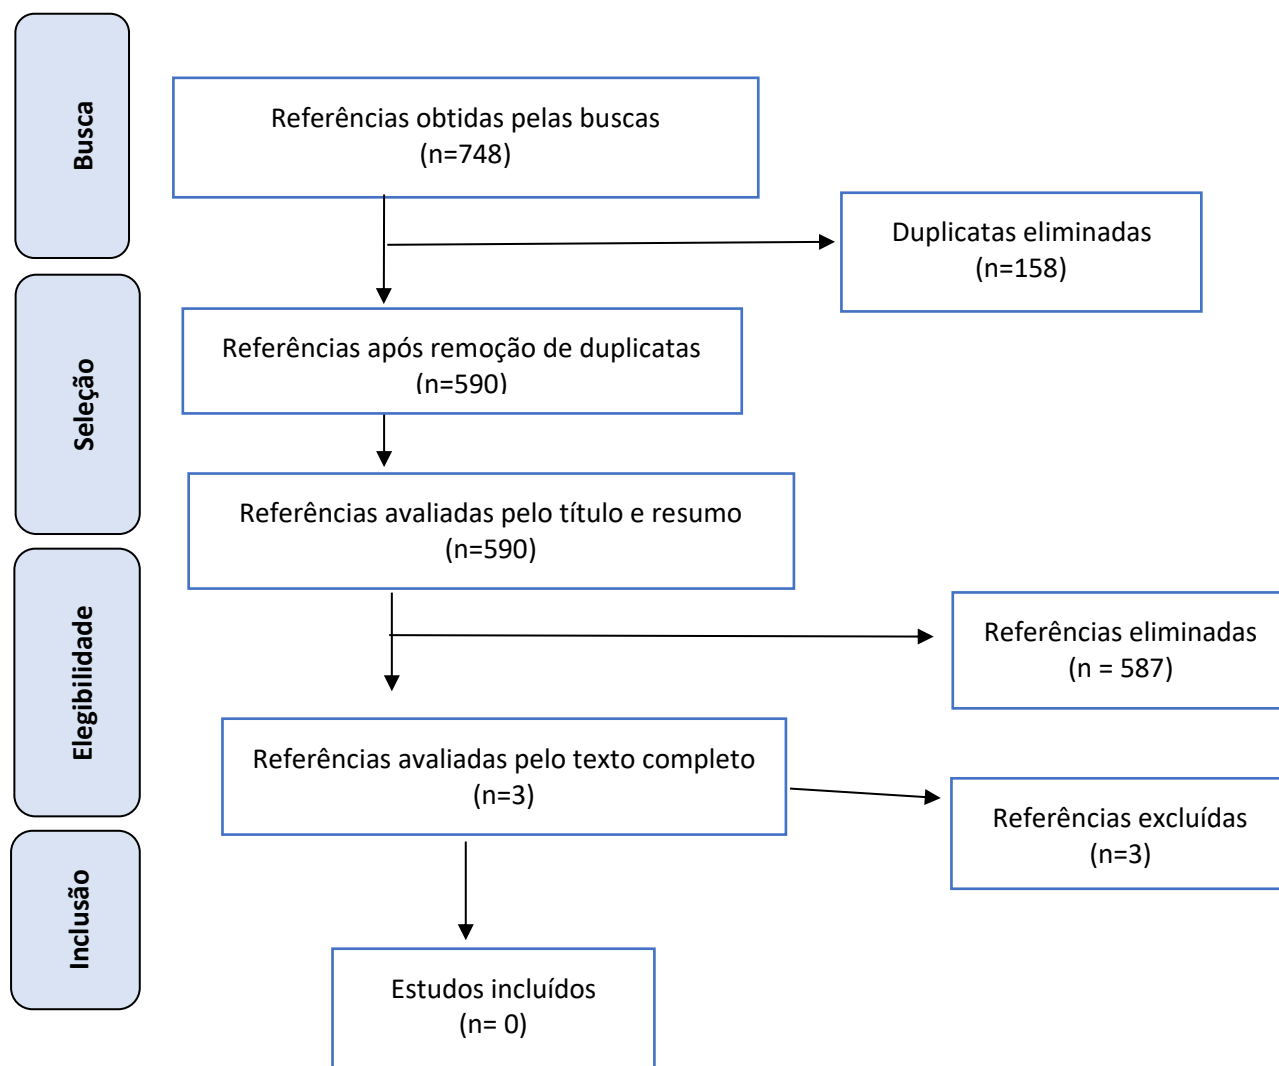 Busca
Referências obtidas pelas buscas
(n=748)
Duplicatas eliminadas
(n=158)
Seleção
Referências após remoção de duplicatas
(n=590)
Referências avaliadas pelo título e resumo
(n=590)
Elegibilidade
Referências eliminadas
(n = 587)
Referências avaliadas pelo texto completo
(n=3)
Referências excluídas
(n=3)
Inclusão
Estudos incluídos
(n= 0)